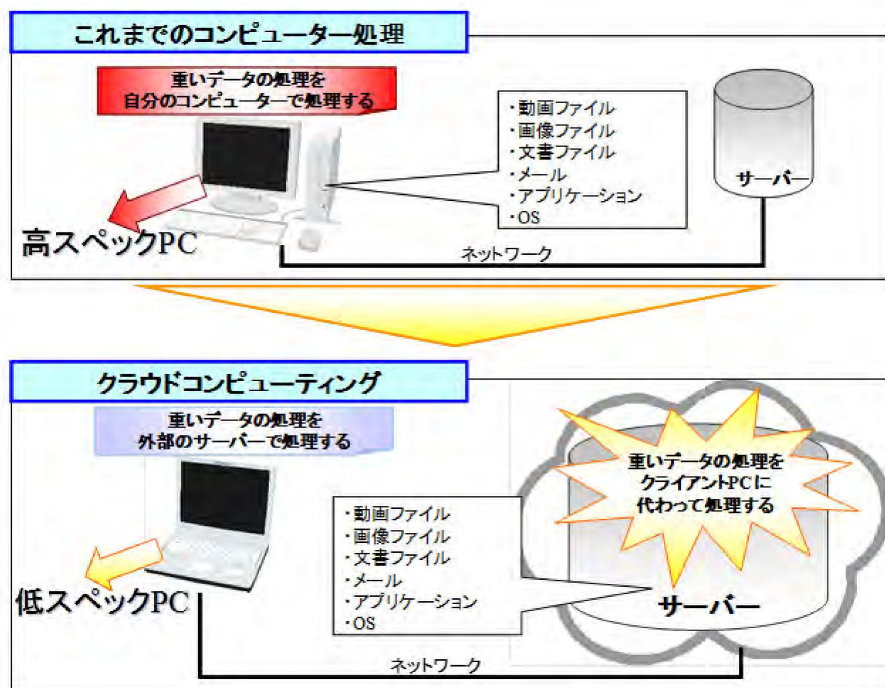 これまでのコンピューター処理
重いデータの処理を
自分のコンピューターで処理する
・動画ファイル
・画像ファイル
・文書ファイル
・メール
・アプリケーション
・OS
サーバー
高スペックPC
ネットワーク
クラウドコンピューティング
重いデータの処理を
外部のサーバーで処理する
重いデータの処理を
クライアントPCに
代わって処理する
・動画ファイル
・画像ファイル
・文書ファイル
・メール
・アプリケーション
・OS
サーバー
低スペックPC
ネットワーク